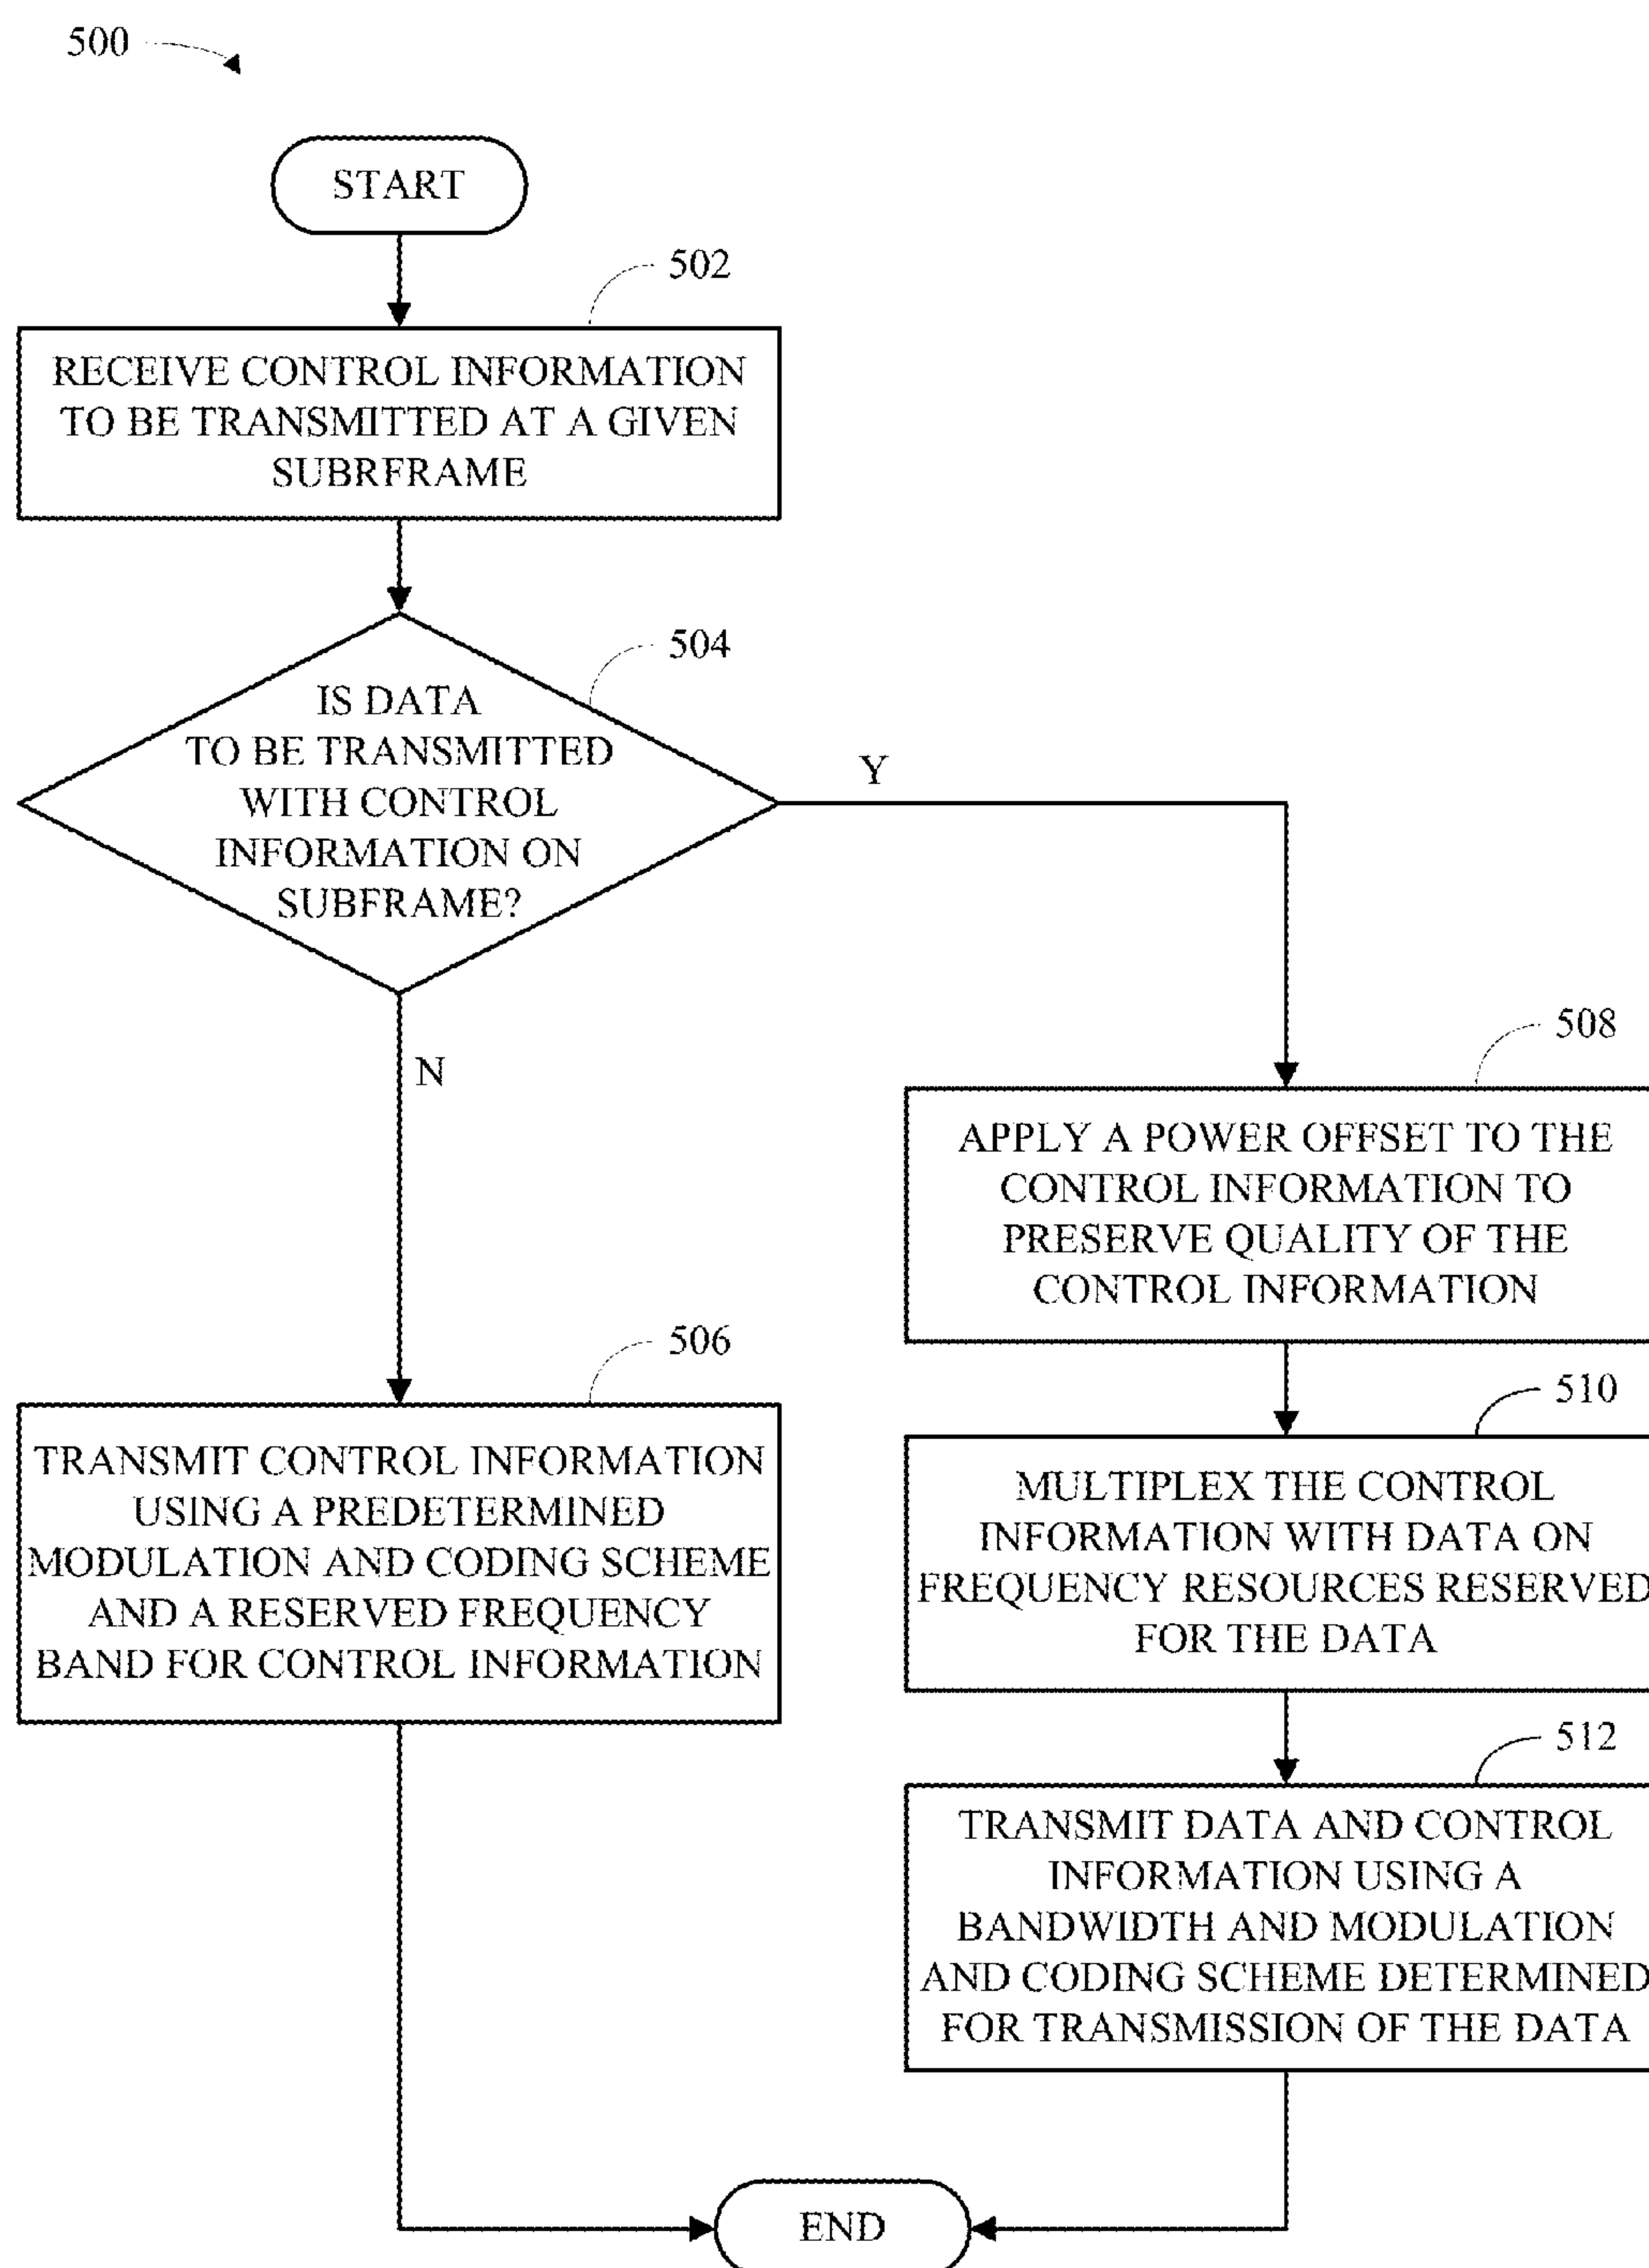 500
START
502
RECEIVE CONTROL INFORMATION
TO BE TRANSMITTED AT A GIVEN
SUBRFRAME
504
IS DATA
TO BE TRANSMITTED
WITH CONTROL
INFORMATION ON
SUBFRAME?
Y
N
506
TRANSMIT CONTROL INFORMATION
USING A PREDETERMINED
MODULATION AND CODING SCHEME
AND A RESERVED FREQUENCY
BAND FOR CONTROL INFORMATION
508
APPLY A POWER OFFSET TO THE
CONTROL INFORMATION TO
PRESERVE QUALITY OF THE
CONTROL INFORMATION
510
MULTIPLEX THE CONTROL
INFORMATION WITH DATA ON
FREQUENCY RESOURCES RESERVED
FOR THE DATA
512
TRANSMIT DATA AND CONTROL
INFORMATION USING A
BANDWIDTH AND MODULATION
AND CODING SCHEME DETERMINED
FOR TRANSMISSION OF THE DATA
END